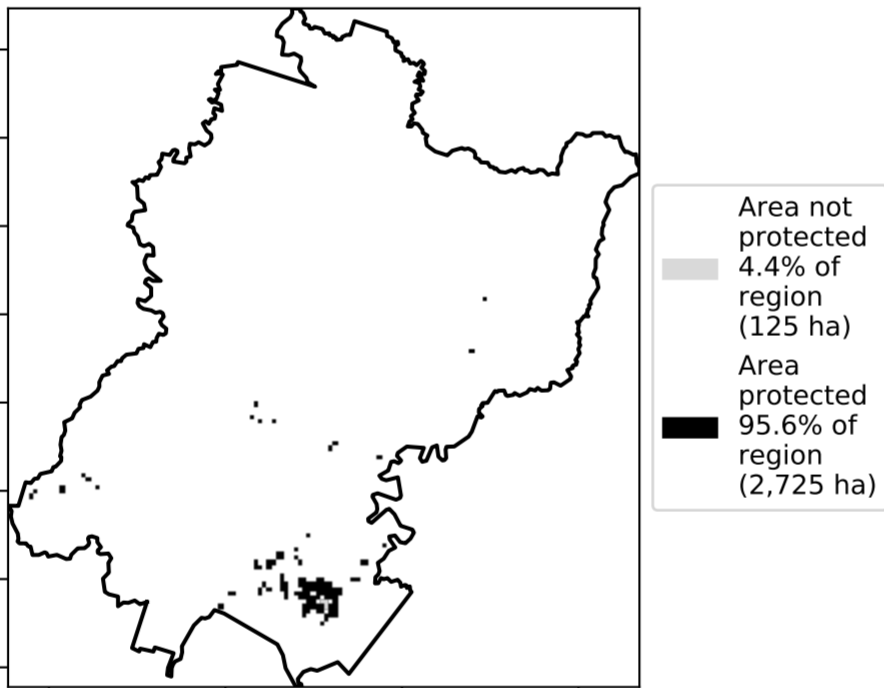 Area not
protected
4.4% of
region
(125 ha)
Area
protected
95.6% of
region
(2,725 ha)